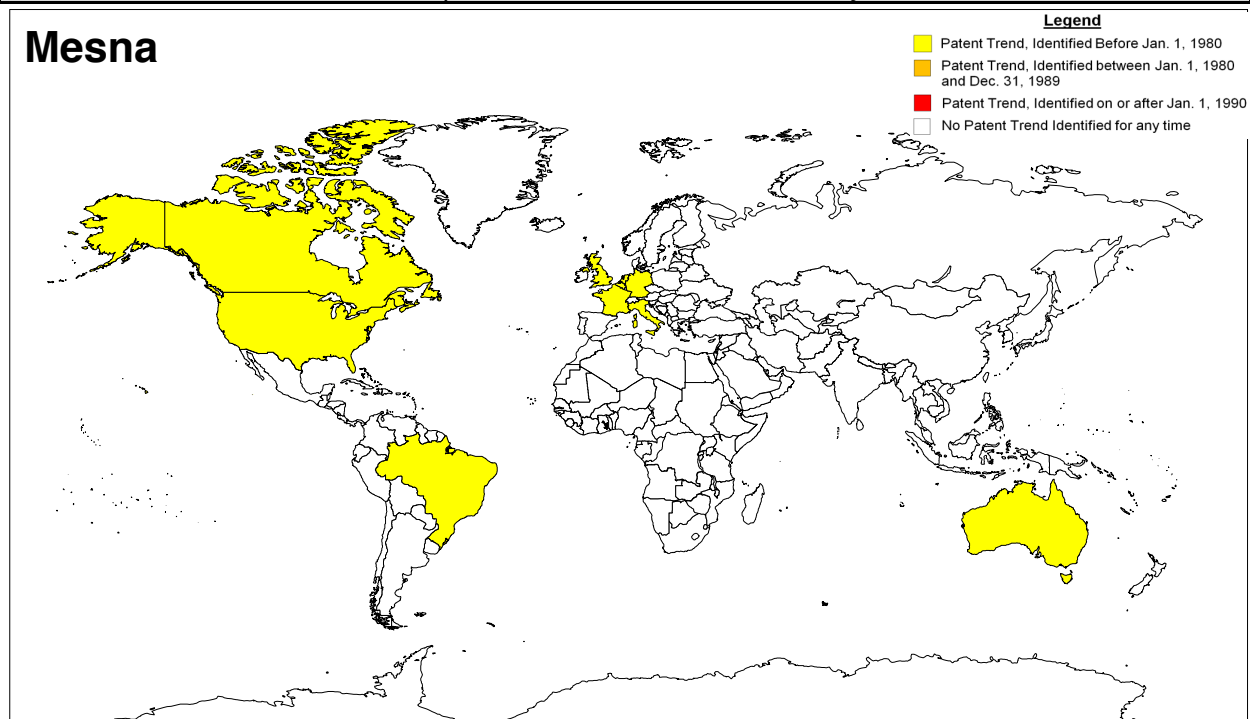 Mesna
Legend
Patent Trend, Identified Before Jan. 1, 1980
Patent Trend, Identified between Jan. 1, 1980
and Dec. 31, 1989
Patent Trend, Identified on or after Jan. 1, 1990
No Patent Trend Identified for any time